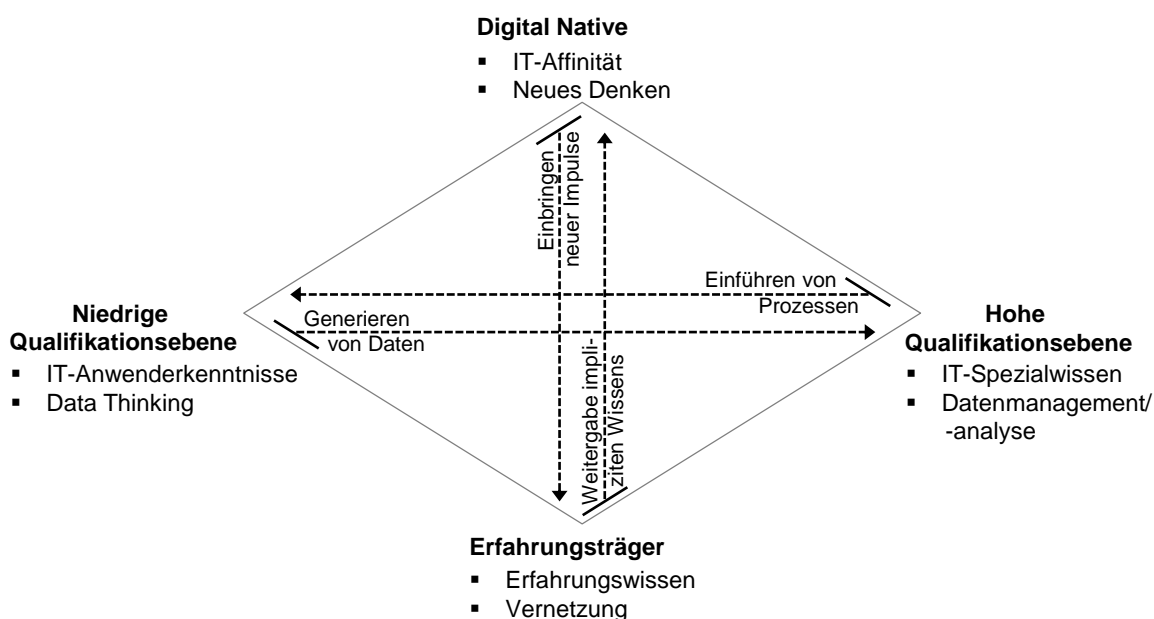 Digital Native
▪ IT-Affinität
▪ Neues Denken
Einbringen
neuer Impulse
Einführen von
Prozessen
Niedrige
Qualifikationsebene
▪ IT-Anwenderkenntnisse
▪ Data Thinking
Generieren
von Daten
Hohe
Qualifikationsebene
▪ IT-Spezialwissen
▪ Datenmanagement/
-analyse
Weitergabe impli-
ziten Wissens
Erfahrungsträger
▪ Erfahrungswissen
▪ Vernetzung